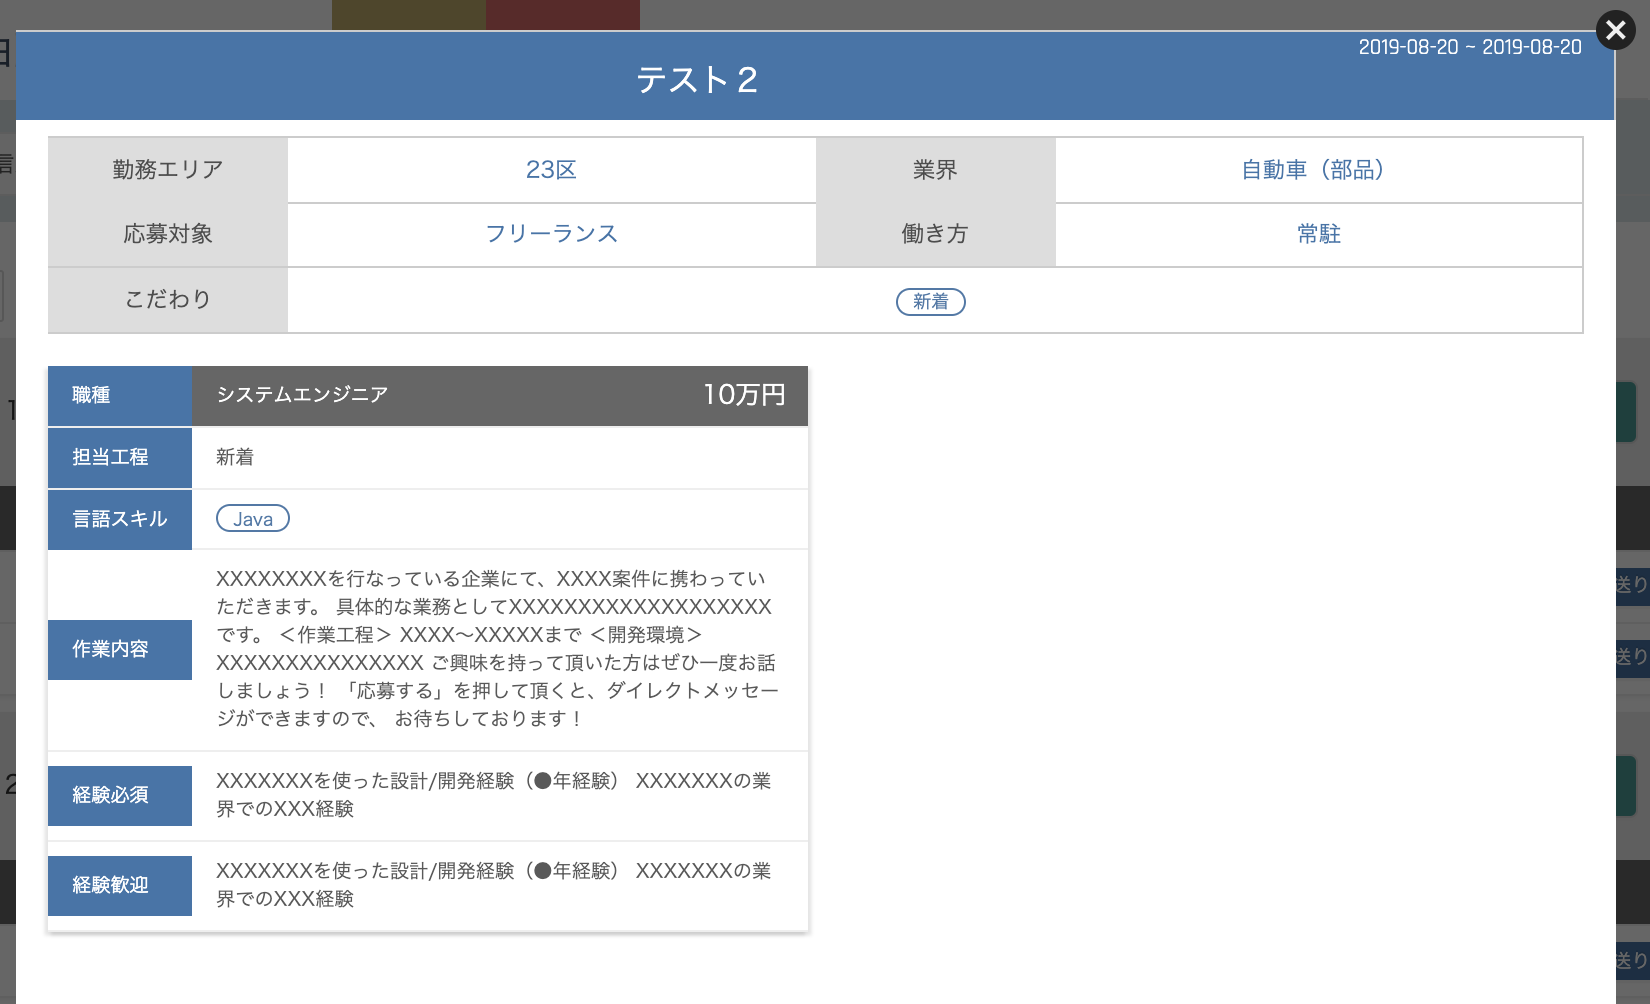 2019-08-20 ~ 2019-08-20
テスト２
勤務エリア 23区 業界 自動車（部品）
応募対象 フリーランス 働き方 常駐
こだわり 新着
職種 システムエンジニア 10万円
担当工程 新着
言語スキル Java
作業内容
XXXXXXXXを行なっている企業にて、XXXX案件に携わってい
ただきます。 具体的な業務としてXXXXXXXXXXXXXXXXXXX
です。 ＜作業工程＞ XXXX〜XXXXXまで ＜開発環境＞
XXXXXXXXXXXXXXX ご興味を持って頂いた方はぜひ一度お話
しましょう！ 「応募する」を押して頂くと、ダイレクトメッセー
ジができますので、 お待ちしております！
経験必須
XXXXXXXを使った設計/開発経験（●年経験） XXXXXXXの業
界でのXXX経験
経験歓迎
XXXXXXXを使った設計/開発経験（●年経験） XXXXXXXの業
界でのXXX経験
言
1
2
送り
送り
送り